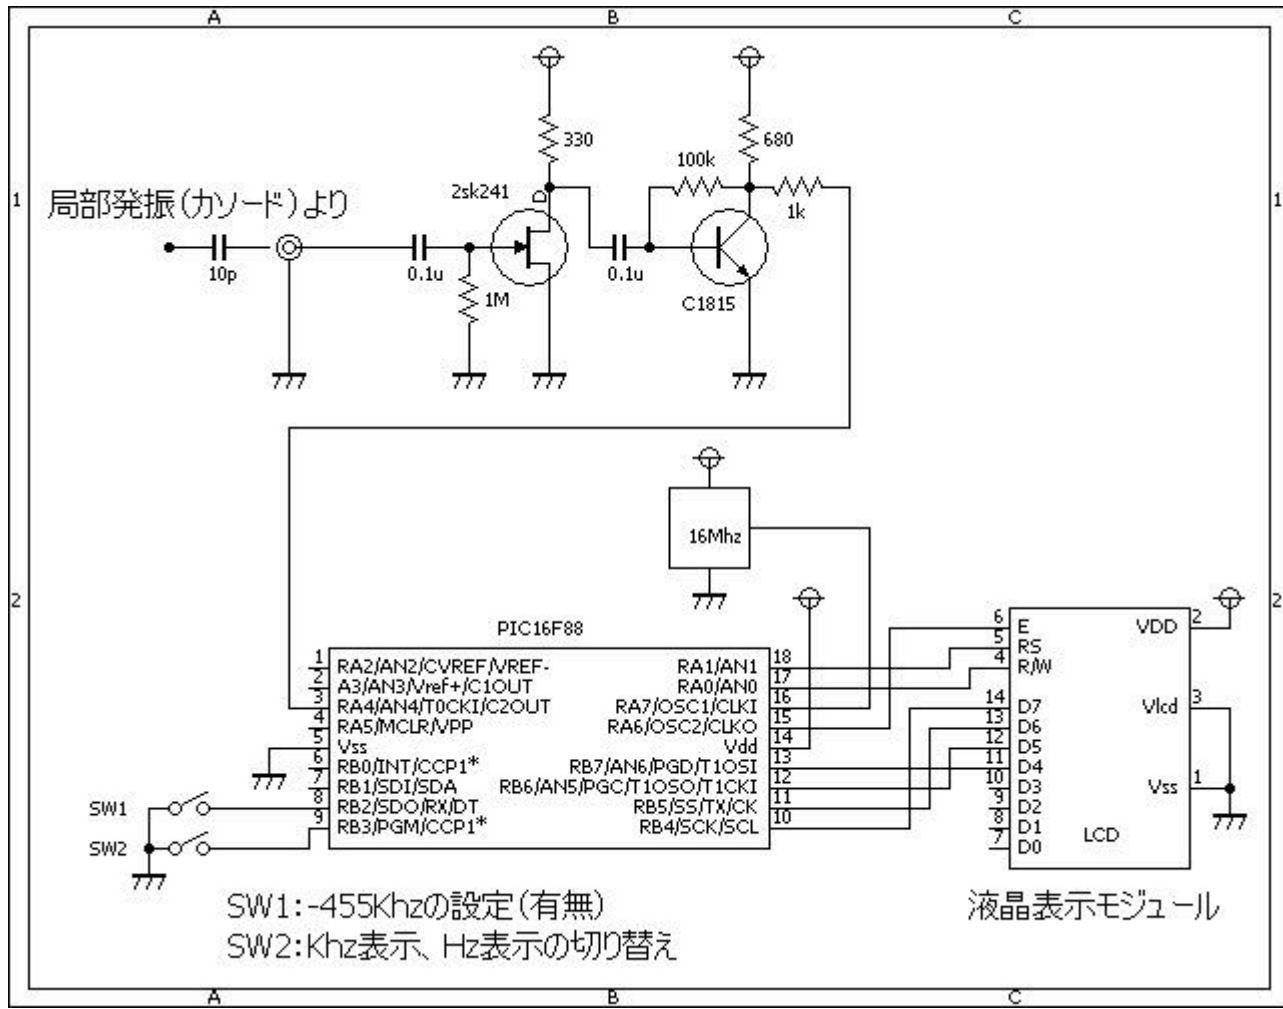 A B C
330
680
100k
2sk241
D
1k
1 1
局部発振(カソード)より
10p
0.1u
1M
0.1u
C1815
16Mhz
2 2
PIC16F88
1 RA2/AN2/CVREF/VREF-
2 A3/AN3/Vref+/C1OUT
3 RA4/AN4/T0CKI/C2OUT
4 RA5/MCLR/VPP
5 Vss
6 RB0/INT/CCP1*
7 RB1/SDI/SDA
8 RB2/SDO/RX/DT
9 RB3/PGM/CCP1*
RA1/AN1 18
RA0/AN0 17
RA7/OSC1/CLKI 16
RA6/OSC2/CLKO 15
Vdd 14
RB7/AN6/PGD/T1OSI 13
RB6/AN5/PGC/T1OSO/T1CKI 12
RB5/SS/TX/CK 11
RB4/SCK/SCL 10
SW1
SW2
6 E
5 RS
4 R/W
14 D7
13 D6
12 D5
11 D4
10 D3
9 D2
8 D1
7 D0
VDD 2
Vlcd 3
Vss 1
LCD
SW1:-455Khzの設定(有無)
SW2:Khz表示、Hz表示の切り替え
液晶表示モジュール
A B C